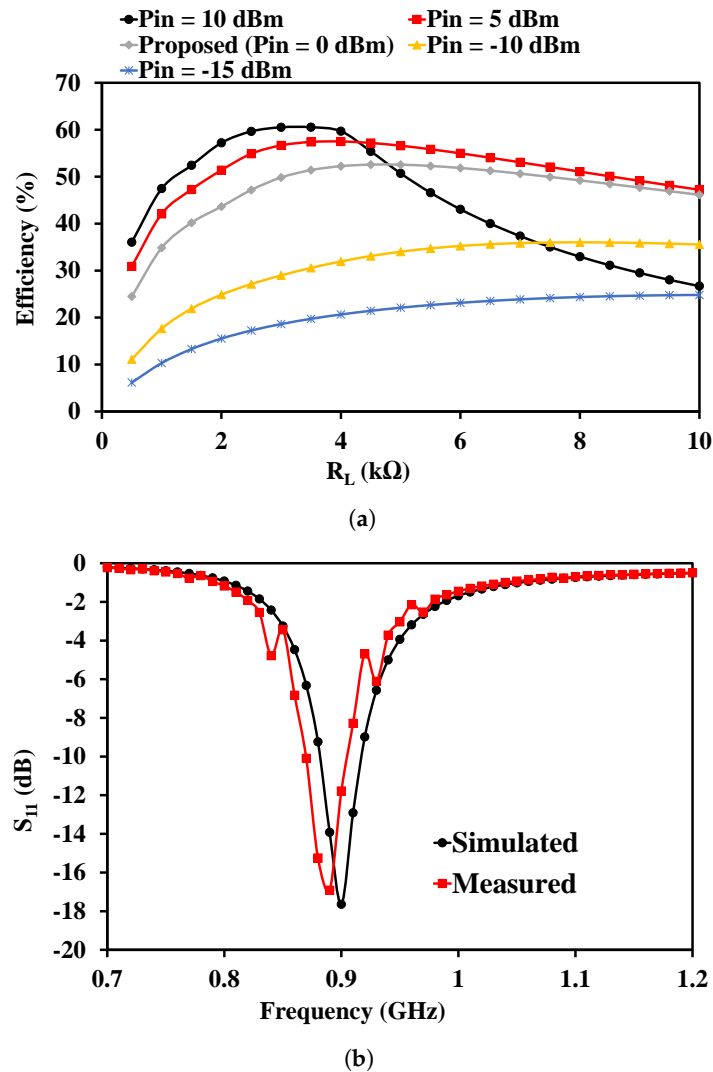 Pin = 10 dBm Pin = 5 dBm
Proposed (Pin = 0 dBm) Pin = -10 dBm
Pin = -15 dBm
70
60
50
40
30
20
10
0
Efficiency (%)
0 2 4 6 8 10
R_L (kΩ)
(a)
0
-2
-4
-6
-8
-10
-12
-14
-16
-18
-20
S₁₁ (dB)
Simulated
Measured
0.7 0.8 0.9 1 1.1 1.2
Frequency (GHz)
(b)